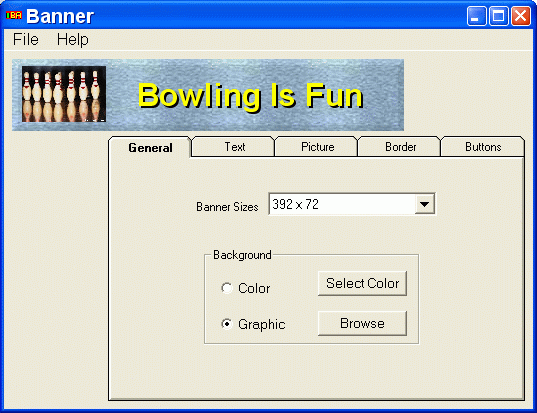 IBA Banner
File Help
Bowling Is Fun
General Text Picture Border Buttons
Banner Sizes 392 x 72
Background
Color Select Color
Graphic Browse